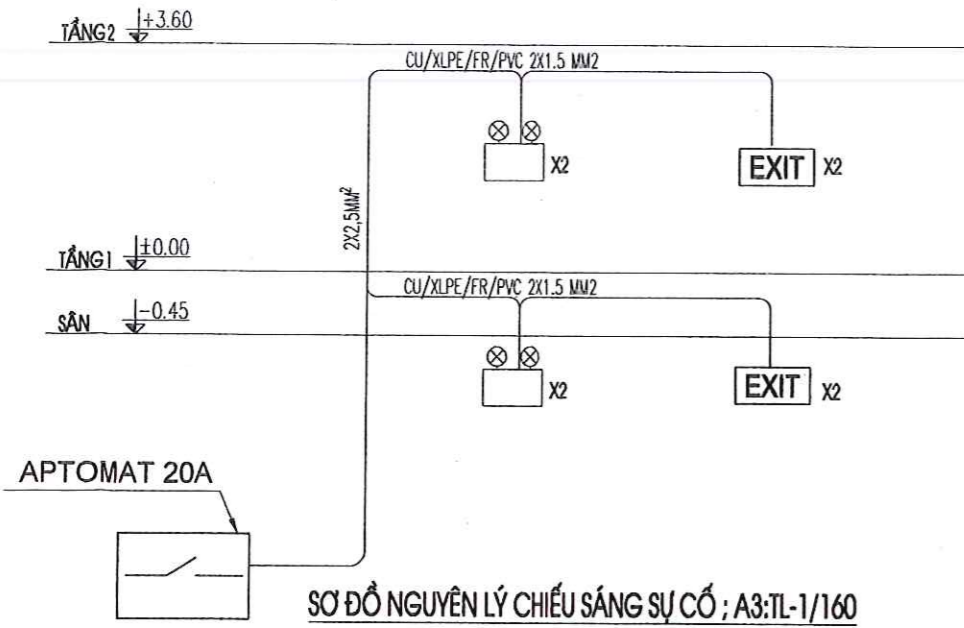 TẦNG2 +3.60
CU/XLPE/FR/PVC 2X1.5 MM2
X2
EXIT X2
2X2,5MM²
TẦNG1 ±0.00
CU/XLPE/FR/PVC 2X1.5 MM2
SÂN -0.45
X2
EXIT X2
APTOMAT 20A
SƠ ĐỒ NGUYÊN LÝ CHIẾU SÁNG SỰ CỐ ; A3:TL-1/160